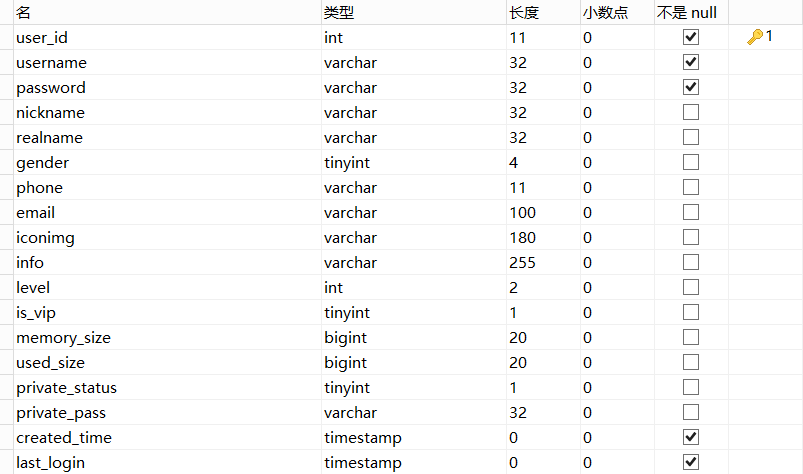 名 类型 长度 小数点 不是 null
user_id int 11 0 1
username varchar 32 0
password varchar 32 0
nickname varchar 32 0
realname varchar 32 0
gender tinyint 4 0
phone varchar 11 0
email varchar 100 0
iconimg varchar 180 0
info varchar 255 0
level int 2 0
is_vip tinyint 1 0
memory_size bigint 20 0
used_size bigint 20 0
private_status tinyint 1 0
private_pass varchar 32 0
created_time timestamp 0 0
last_login timestamp 0 0